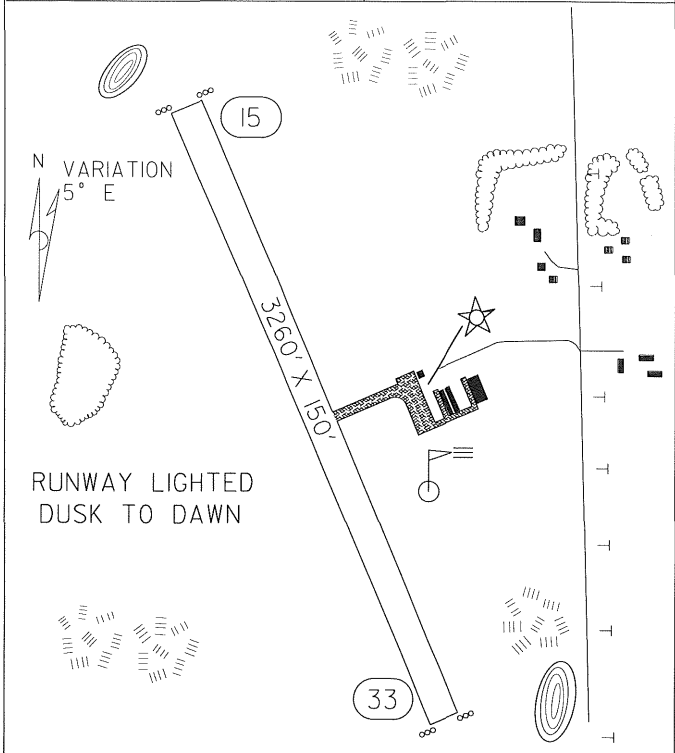 15
N VARIATION
5° E
3260' X 150'
RUNWAY LIGHTED
DUSK TO DAWN
33